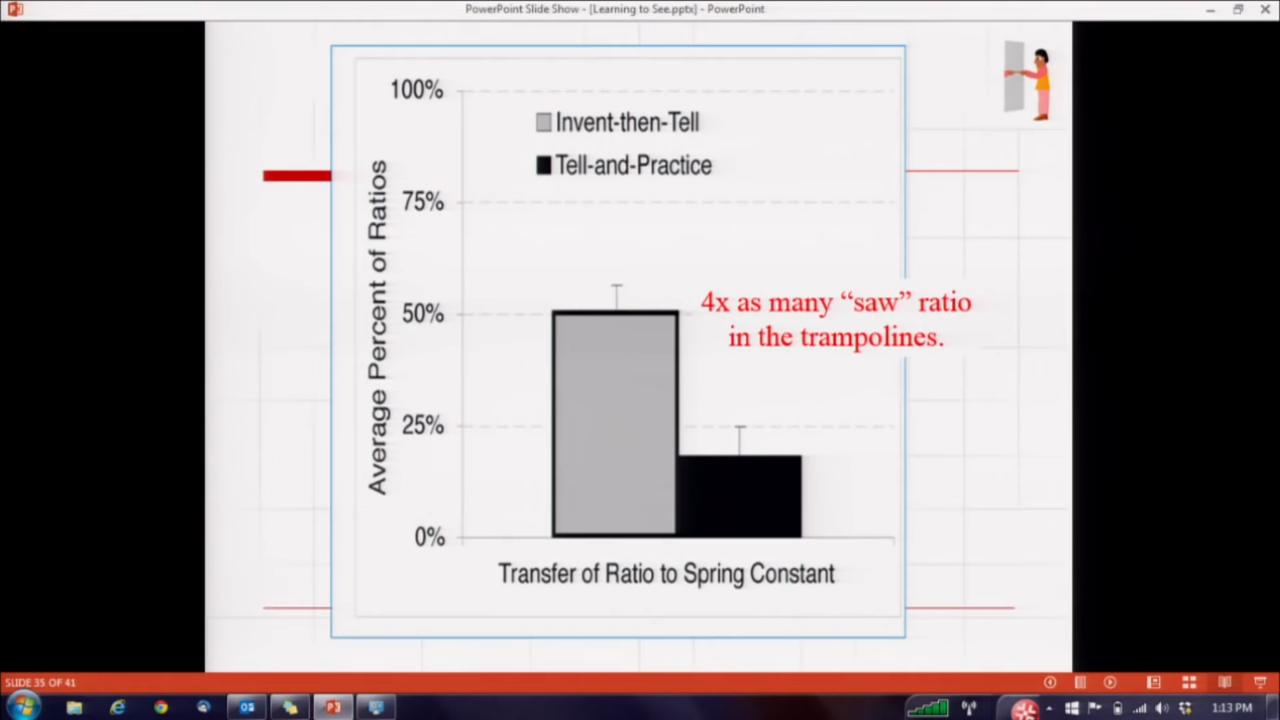 PowerPoint Slide Show - [Learning to See.pptx] - PowerPoint
100%
Invent-then-Tell
Tell-and-Practice
75%
Average Percent of Ratios
4x as many “saw” ratio
50%
in the trampolines.
25%
0%
Transfer of Ratio to Spring Constant
SLIDE 35 OF 41
1:13 PM